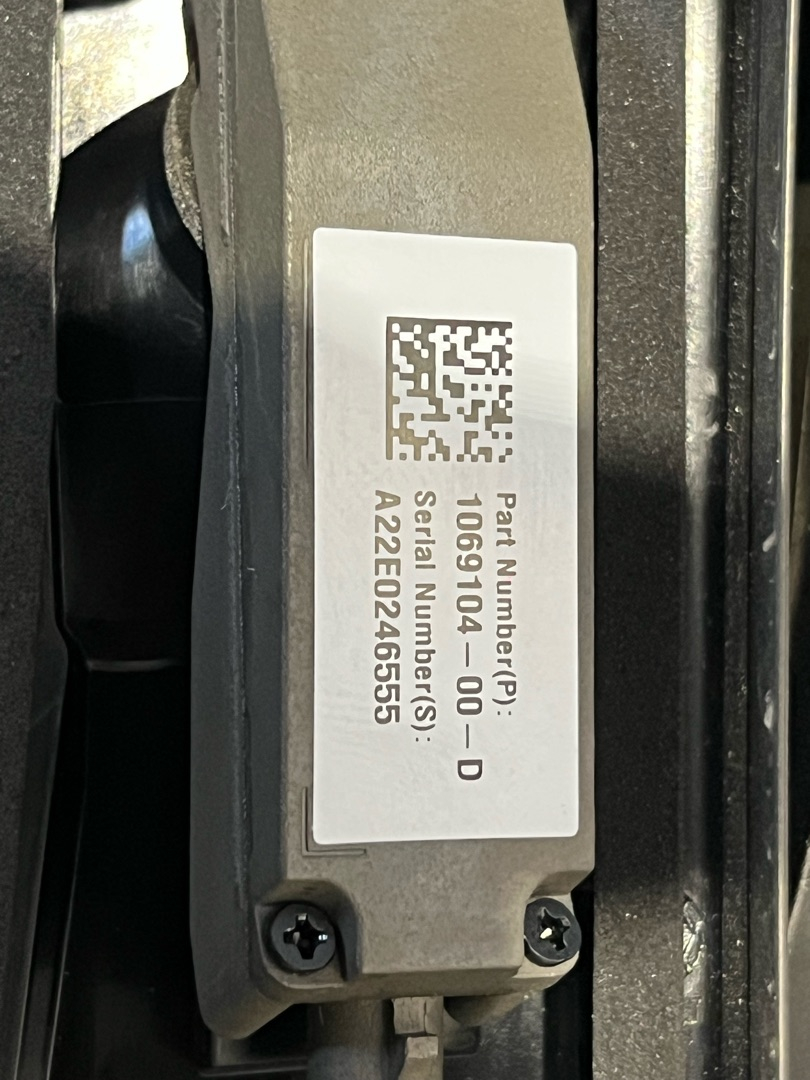 Part Number(P):
1069104-00-D
Serial Number(S):
A22E0246555